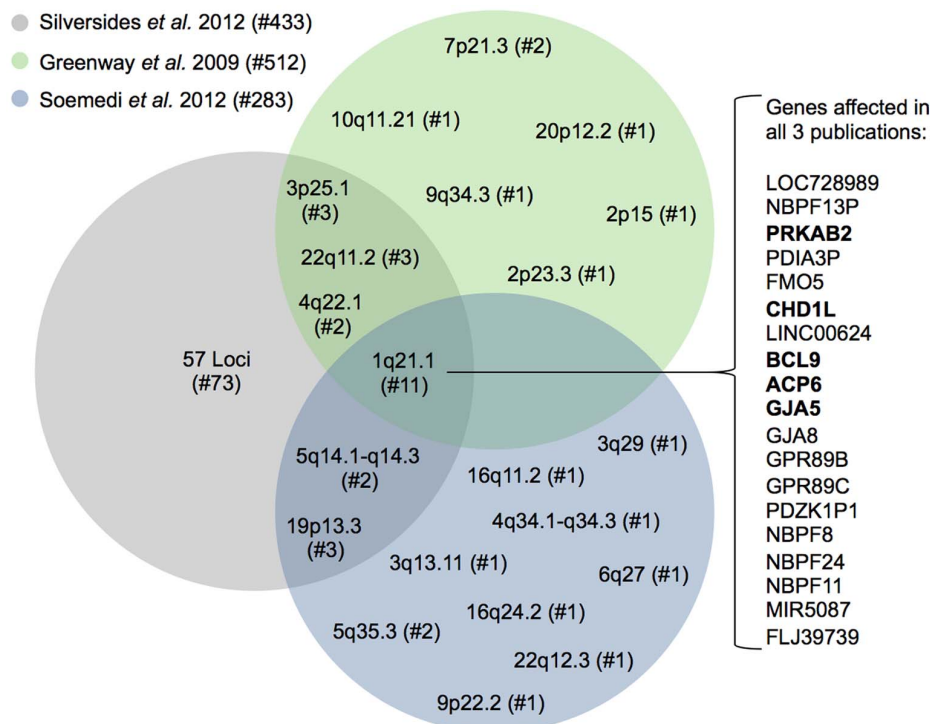 Silversides et al. 2012 (#433)
Greenway et al. 2009 (#512)
Soemedi et al. 2012 (#283)
7p21.3 (#2)
10q11.21 (#1)
20p12.2 (#1)
3p25.1
(#3)
9q34.3 (#1)
2p15 (#1)
22q11.2 (#3)
2p23.3 (#1)
4q22.1
(#2)
57 Loci
(#73)
1q21.1
(#11)
5q14.1-q14.3
(#2)
3q29 (#1)
16q11.2 (#1)
19p13.3
(#3)
4q34.1-q34.3 (#1)
3q13.11 (#1)
6q27 (#1)
16q24.2 (#1)
5q35.3 (#2)
22q12.3 (#1)
9p22.2 (#1)
Genes affected in
all 3 publications:
LOC728989
NBPF13P
PRKAB2
PDIA3P
FMO5
CHD1L
LINC00624
BCL9
ACP6
GJA5
GJA8
GPR89B
GPR89C
PDZK1P1
NBPF8
NBPF24
NBPF11
MIR5087
FLJ39739